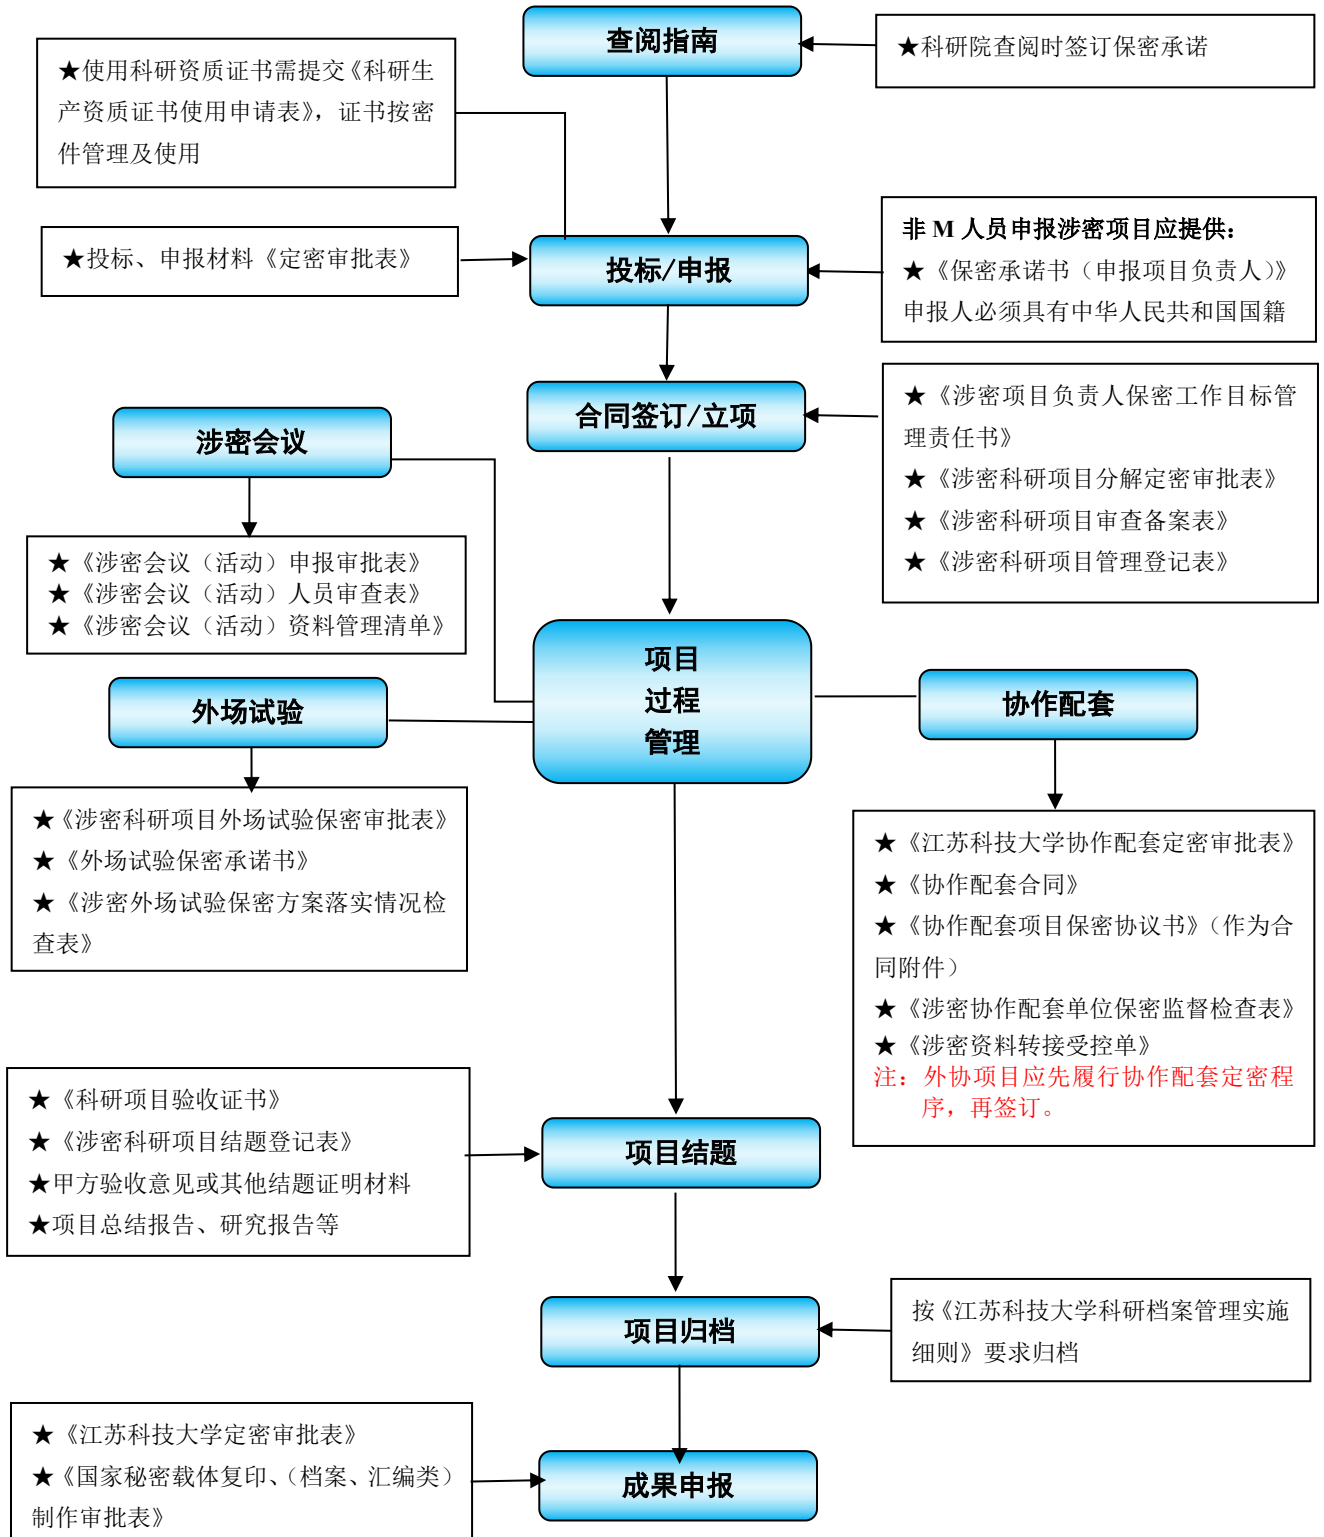 查阅指南
★科研院查阅时签订保密承诺
★使用科研资质证书需提交《科研生
产资质证书使用申请表》，证书按密
件管理及使用
★投标、申报材料《定密审批表》
投标/申报
非 M 人员申报涉密项目应提供：
★《保密承诺书（申报项目负责人）》
申报人必须具有中华人民共和国国籍
合同签订/立项
★《涉密项目负责人保密工作目标管
理责任书》
★《涉密科研项目分解定密审批表》
★《涉密科研项目审查备案表》
★《涉密科研项目管理登记表》
涉密会议
★《涉密会议（活动）申报审批表》
★《涉密会议（活动）人员审查表》
★《涉密会议（活动）资料管理清单》
项目
过程
管理
外场试验
★《涉密科研项目外场试验保密审批表》
★《外场试验保密承诺书》
★《涉密外场试验保密方案落实情况检
查表》
协作配套
★《江苏科技大学协作配套定密审批表》
★《协作配套合同》
★《协作配套项目保密协议书》（作为合
同附件）
★《涉密协作配套单位保密监督检查表》
★《涉密资料转接受控单》
注：外协项目应先履行协作配套定密程
序，再签订。
★《科研项目验收证书》
★《涉密科研项目结题登记表》
★甲方验收意见或其他结题证明材料
★项目总结报告、研究报告等
项目结题
项目归档
按《江苏科技大学科研档案管理实施
细则》要求归档
★《江苏科技大学定密审批表》
★《国家秘密载体复印、（档案、汇编类）
制作审批表》
成果申报